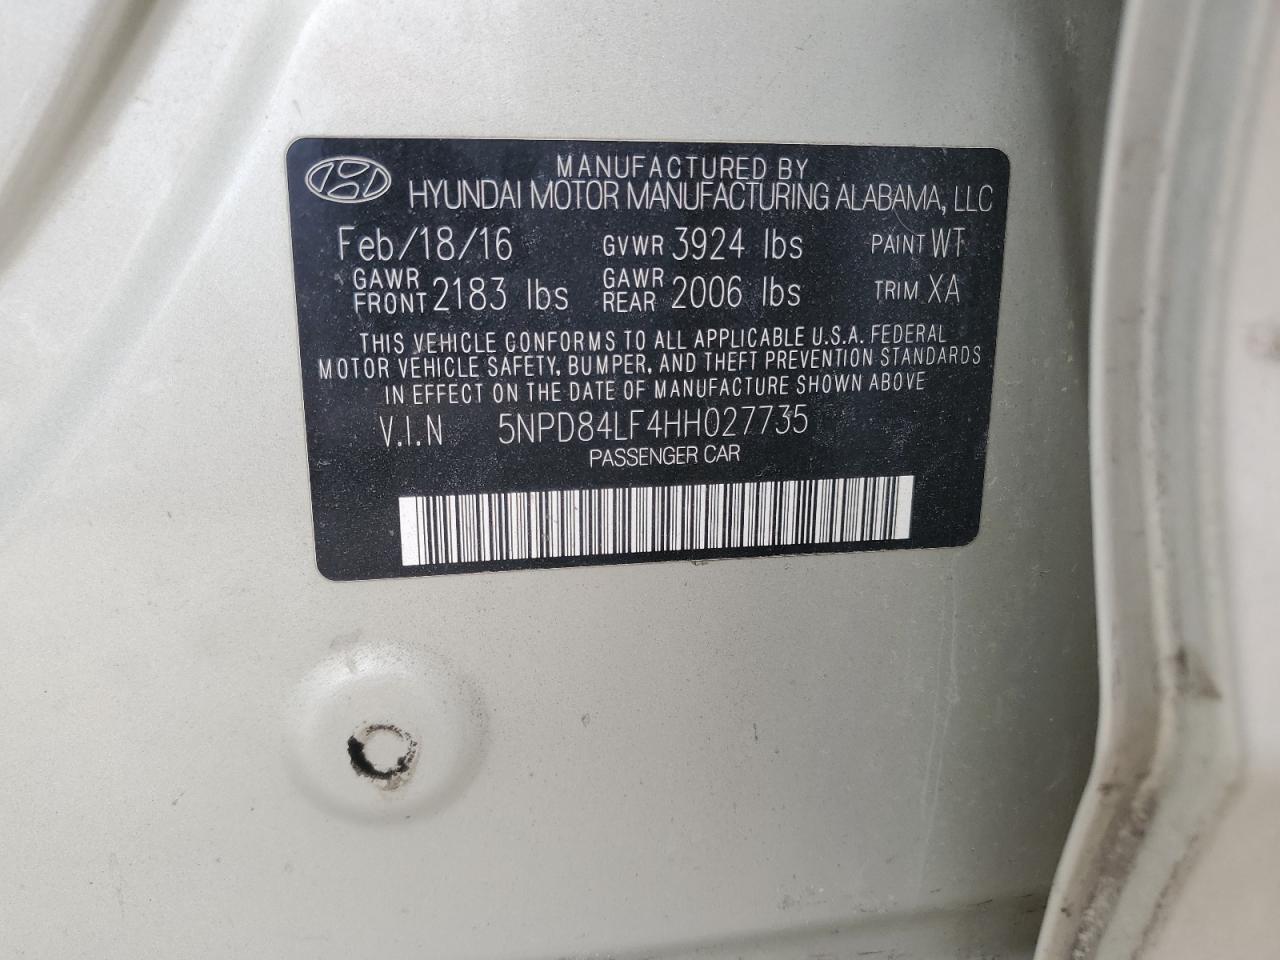 MANUFACTURED BY
HYUNDAI MOTOR MANUFACTURING ALABAMA, LLC
Feb/18/16 GVWR 3924 lbs PAINT WT
GAWR FRONT 2183 lbs GAWR REAR 2006 lbs TRIM XA
THIS VEHICLE CONFORMS TO ALL APPLICABLE U.S.A. FEDERAL
MOTOR VEHICLE SAFETY, BUMPER, AND THEFT PREVENTION STANDARDS
IN EFFECT ON THE DATE OF MANUFACTURE SHOWN ABOVE
V.I.N 5NPD84LF4HH027735
PASSENGER CAR